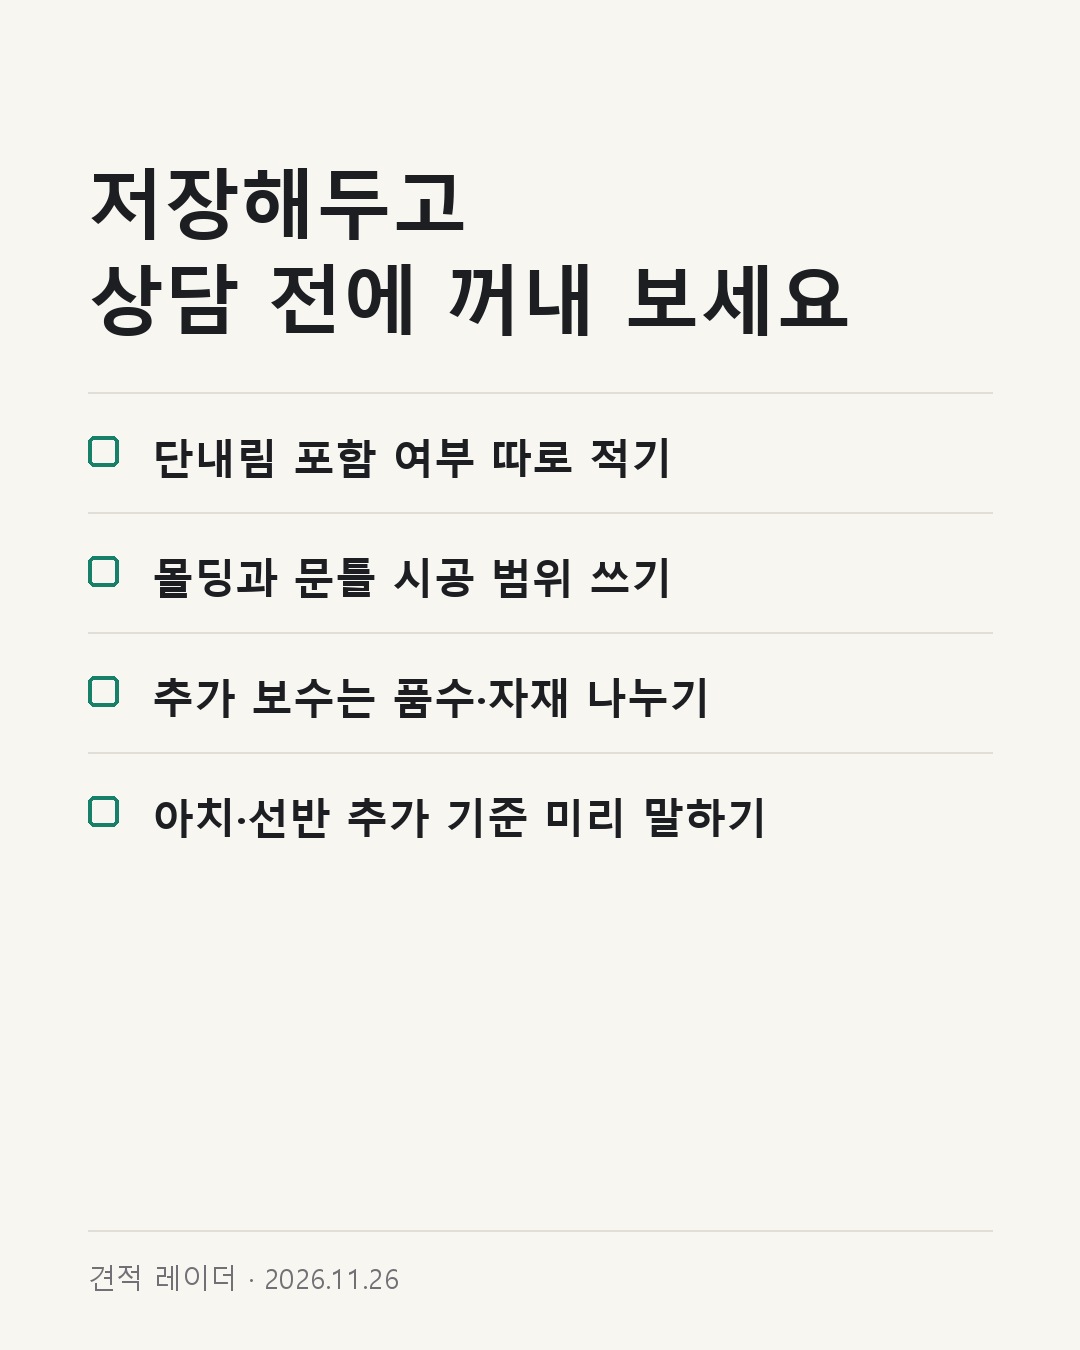 저장해두고
상담 전에 꺼내 보세요
단내림 포함 여부 따로 적기
몰딩과 문틀 시공 범위 쓰기
추가 보수는 품수·자재 나누기
아치·선반 추가 기준 미리 말하기
견적 레이더 · 2026.11.26